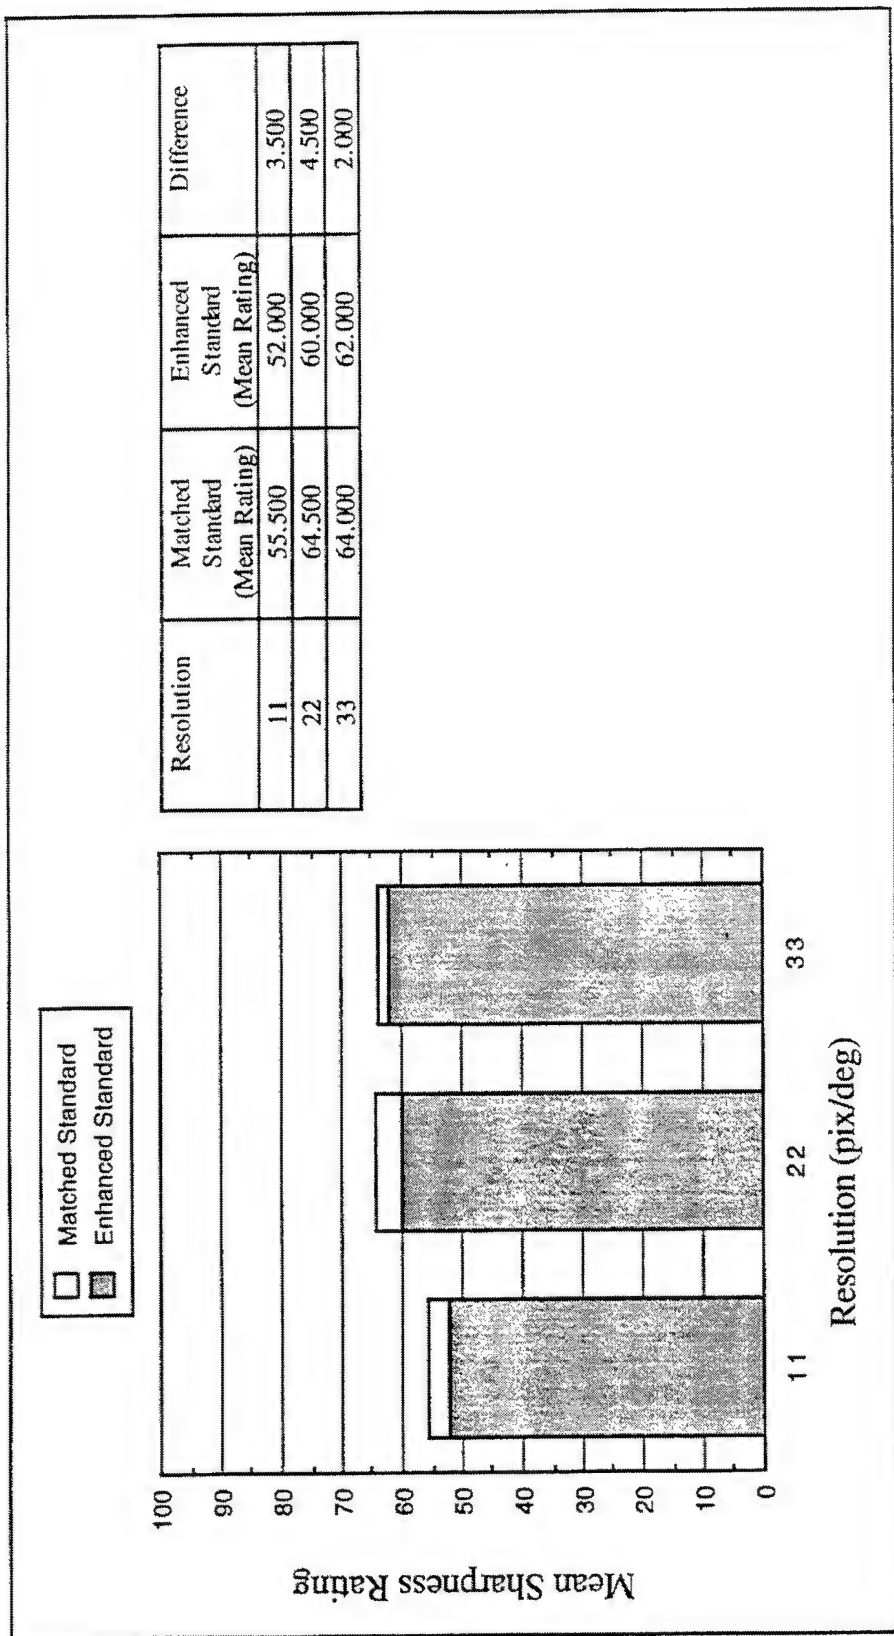 Matched Standard
Enhanced Standard
Mean Sharpness Rating
100
90
80
70
60
50
40
30
20
10
0
11 22 33
Resolution (pix/deg)
Resolution Matched Standard (Mean Rating) Enhanced Standard (Mean Rating) Difference
11 55.500 52.000 3.500
22 64.500 60.000 4.500
33 64.000 62.000 2.000